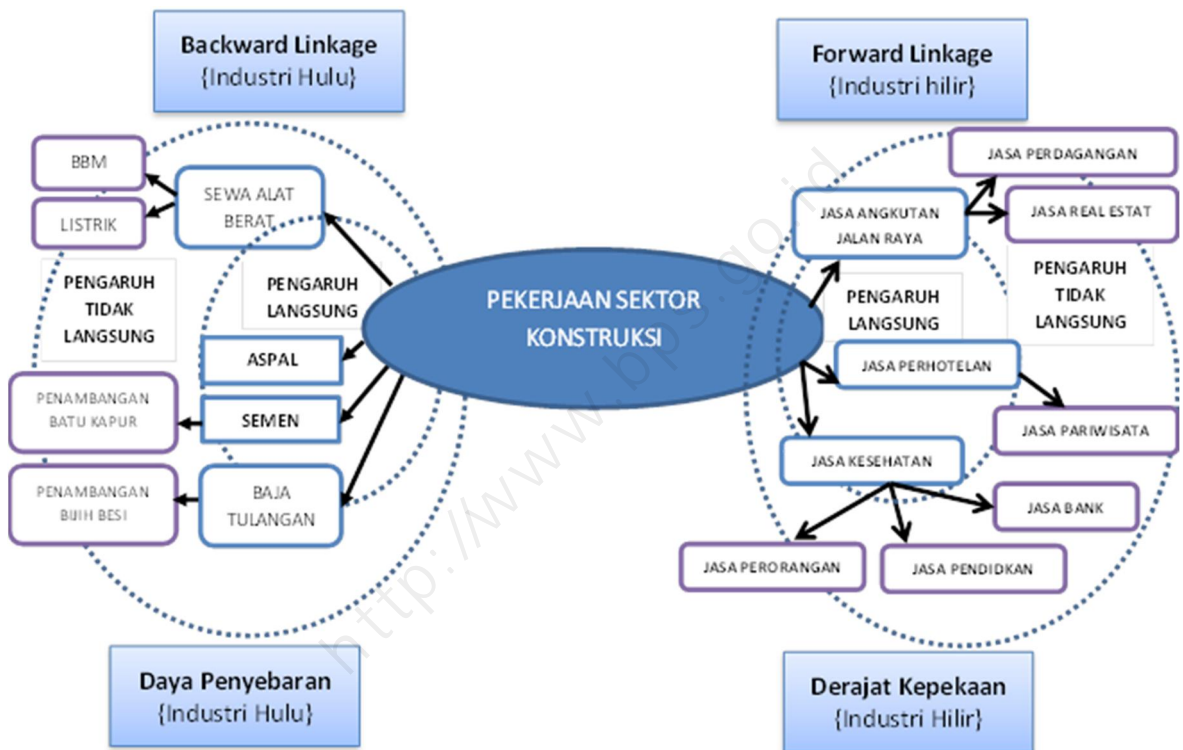 Backward Linkage
{Industri Hulu}
Forward Linkage
{Industri hilir}
BBM
LISTRIK
SEWA ALAT
BERAT
PENGARUH
TIDAK
LANGSUNG
PENGARUH
LANGSUNG
ASPAL
SEMEN
PENAMBANGAN
BATU KAPUR
PENAMBANGAN
BIJIH BESI
BAJA
TULANGAN
PEKERJAAN SEKTOR
KONSTRUKSI
JASA PERDAGANGAN
JASA ANGKUTAN
JALAN RAYA
JASA REAL ESTAT
PENGARUH
LANGSUNG
PENGARUH
TIDAK
LANGSUNG
JASA PERHOTELAN
JASA PARIWISATA
JASA KESEHATAN
JASA BANK
JASA PERORANGAN
JASA PENDIDKAN
Daya Penyebaran
{Industri Hulu}
Derajat Kepekaan
{Industri Hilir}
http://www.bps.go.id